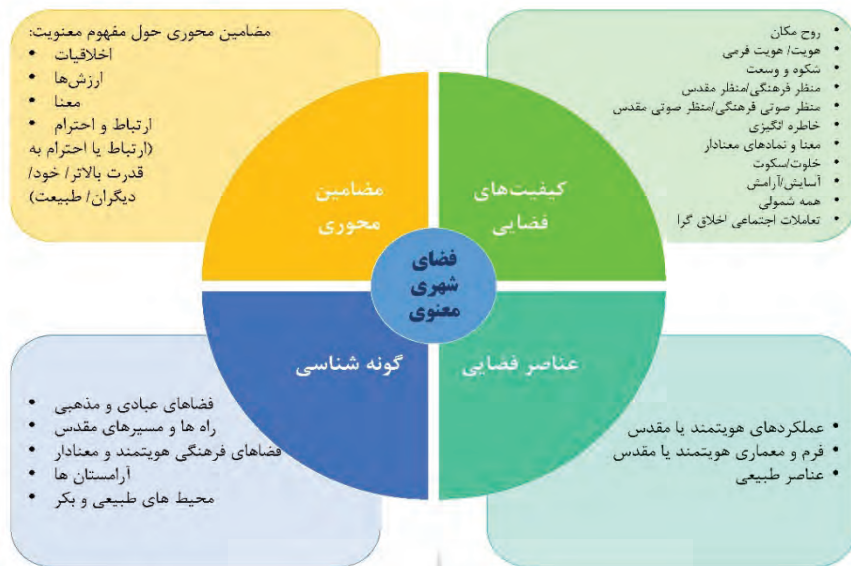 روح مکان
هویت/ هویت فرمی
شکوه و وسعت
منظر فرهنگی/منظر مقدس
منظر صوتی فرهنگی/منظر صوتی مقدس
خاطره انگیزی
معنا و نمادهای معنادار
خلوت/سکوت
آسایش/آرامش
همه شمولی
تعاملات اجتماعی اخلاق گرا
مضامین محوری حول مفهوم معنویت:
اخلاقیات
ارزش‌ها
معنا
ارتباط و احترام
(ارتباط یا احترام به
قدرت بالاتر/ خود/
دیگران/ طبیعت)
کیفیت‌های
فضایی
مضامین
محوری
فضای
شهری
معنوی
عناصر فضایی
گونه شناسی
عملکردهای هویتمند یا مقدس
فرم و معماری هویتمند یا مقدس
عناصر طبیعی
فضاهای عبادی و مذهبی
راه ها و مسیرهای مقدس
فضاهای فرهنگی هویتمند و معنادار
آرامستان ها
محیط های طبیعی و بکر